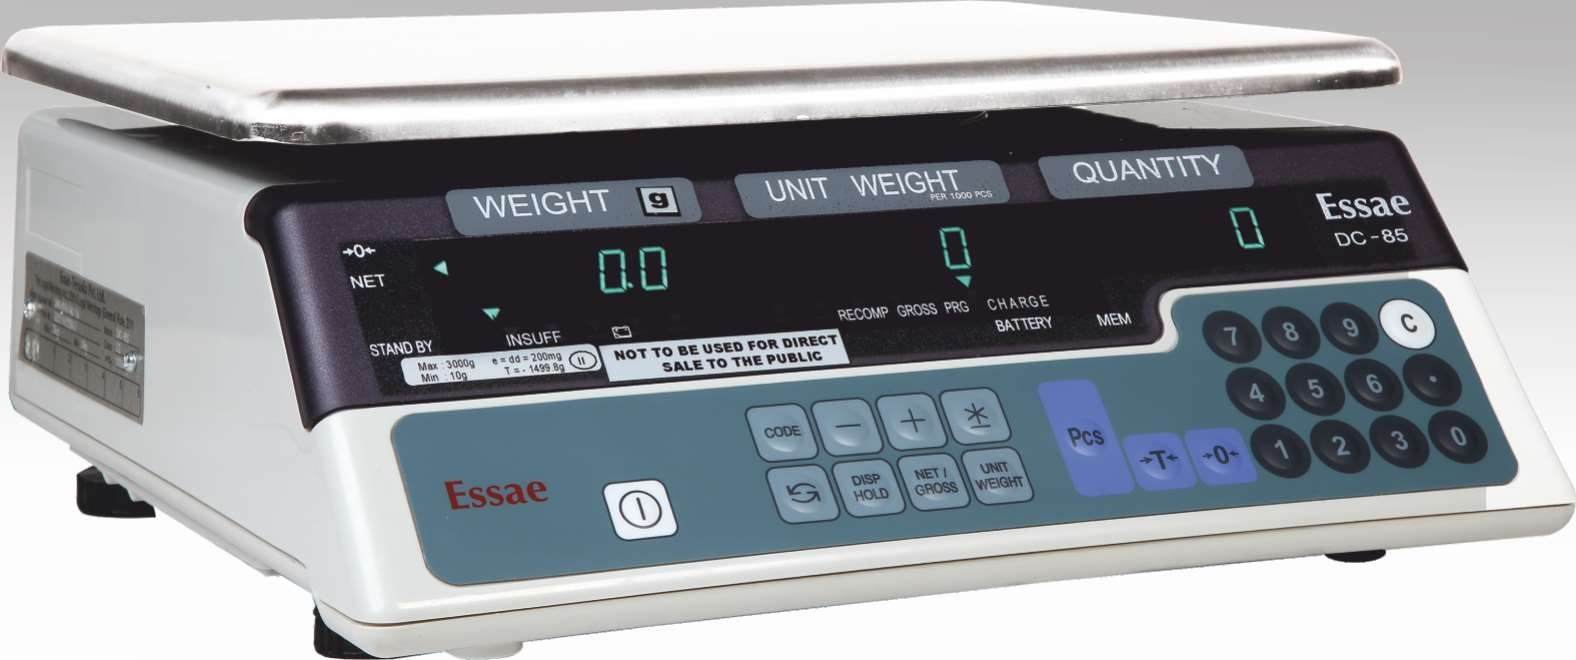 WEIGHT g
UNIT WEIGHT
PER 1000 PCS
QUANTITY
→0←
NET
0.0
0
0
Essae
DC-85
STAND BY
INSUFF
RECOMP GROSS PRG
CHARGE
BATTERY
MEM
Max : 3000g e = dd = 200mg
Min : 10g T = - 1499.8g
II
NOT TO BE USED FOR DIRECT
SALE TO THE PUBLIC
Essae
CODE − + *
DISP
HOLD
NET /
GROSS
UNIT
WEIGHT
Pcs
→T←
→0←
7 8 9 C
4 5 6 .
1 2 3 0